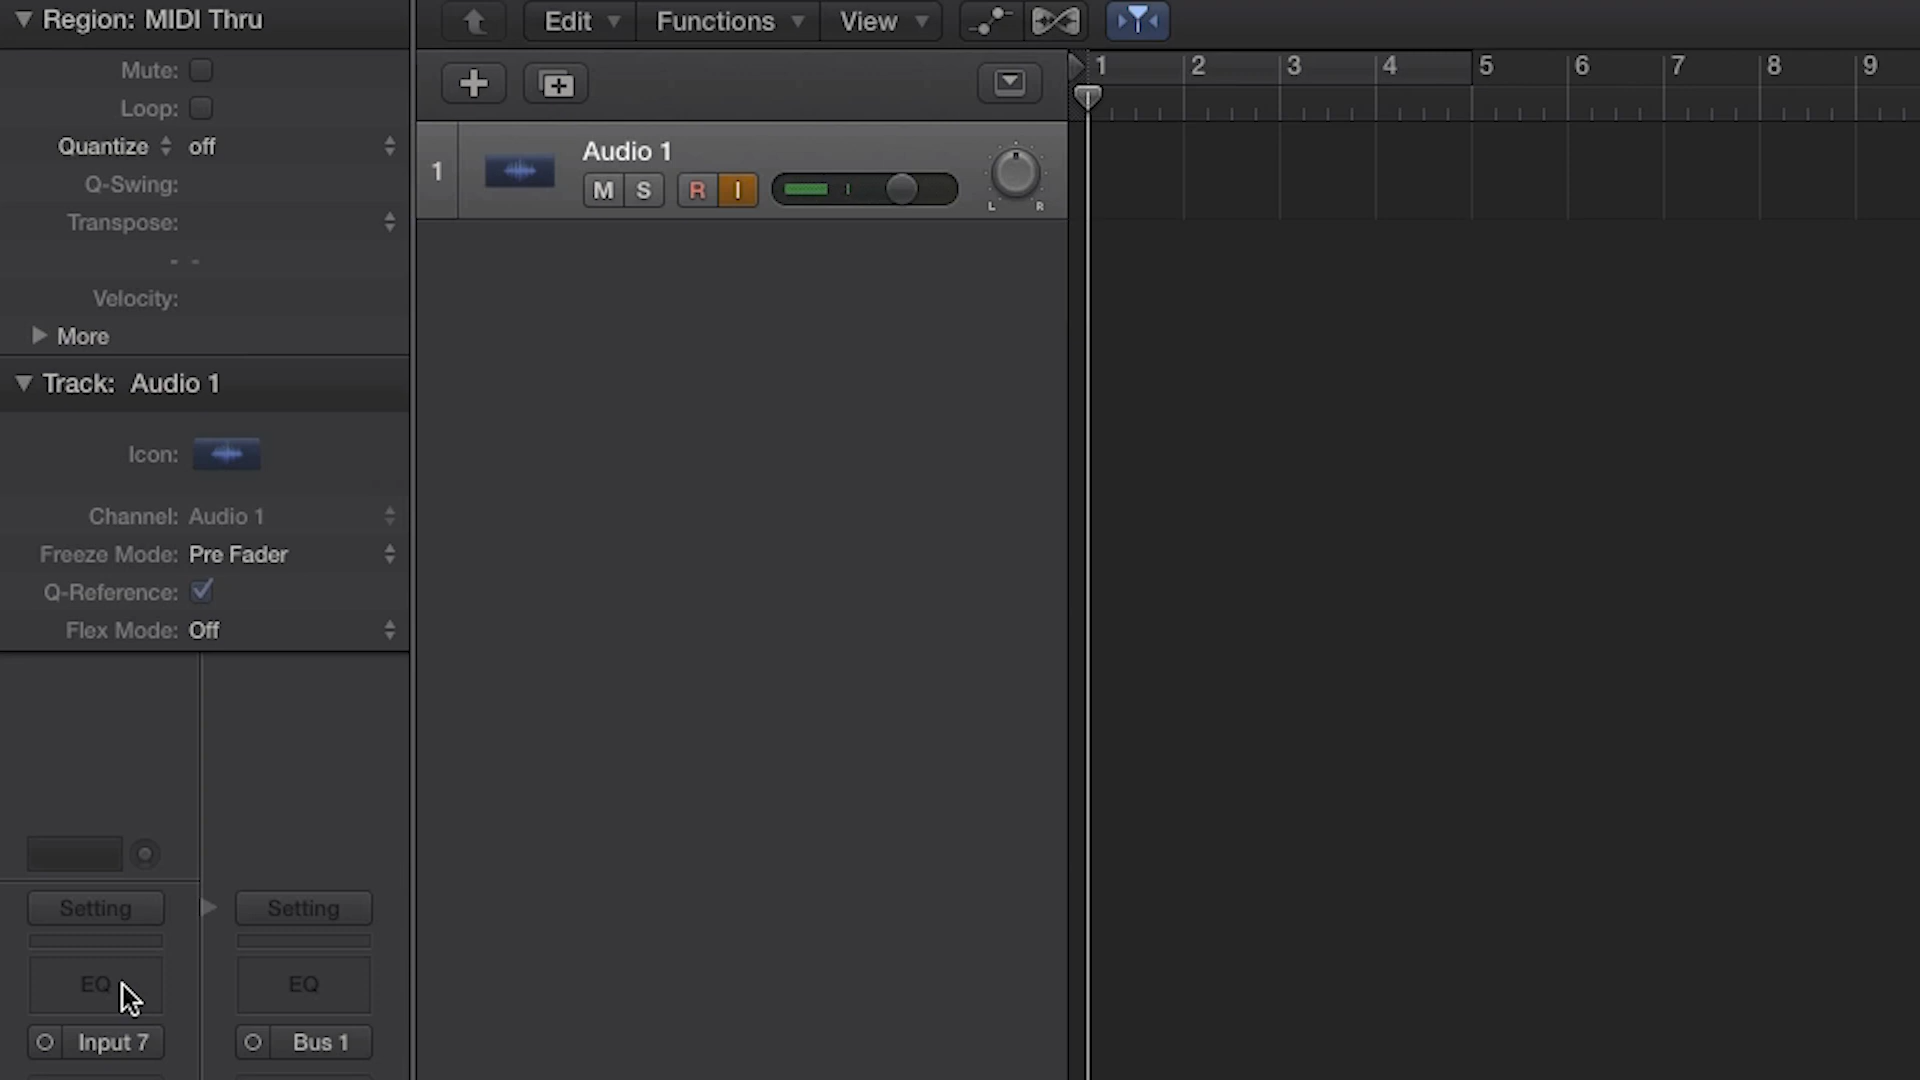 Region: MIDI Thru
Mute:
Loop:
Quantize off
Q-Swing:
Transpose:
- -
Velocity:
More
Track: Audio 1
Icon:
Channel: Audio 1
Freeze Mode: Pre Fader
Q-Reference:
Flex Mode: Off
Setting Setting
EQ EQ
Input 7 Bus 1
Edit Functions View
1 2 3 4 5 6 7 8 9
1 Audio 1
M S R I
L R